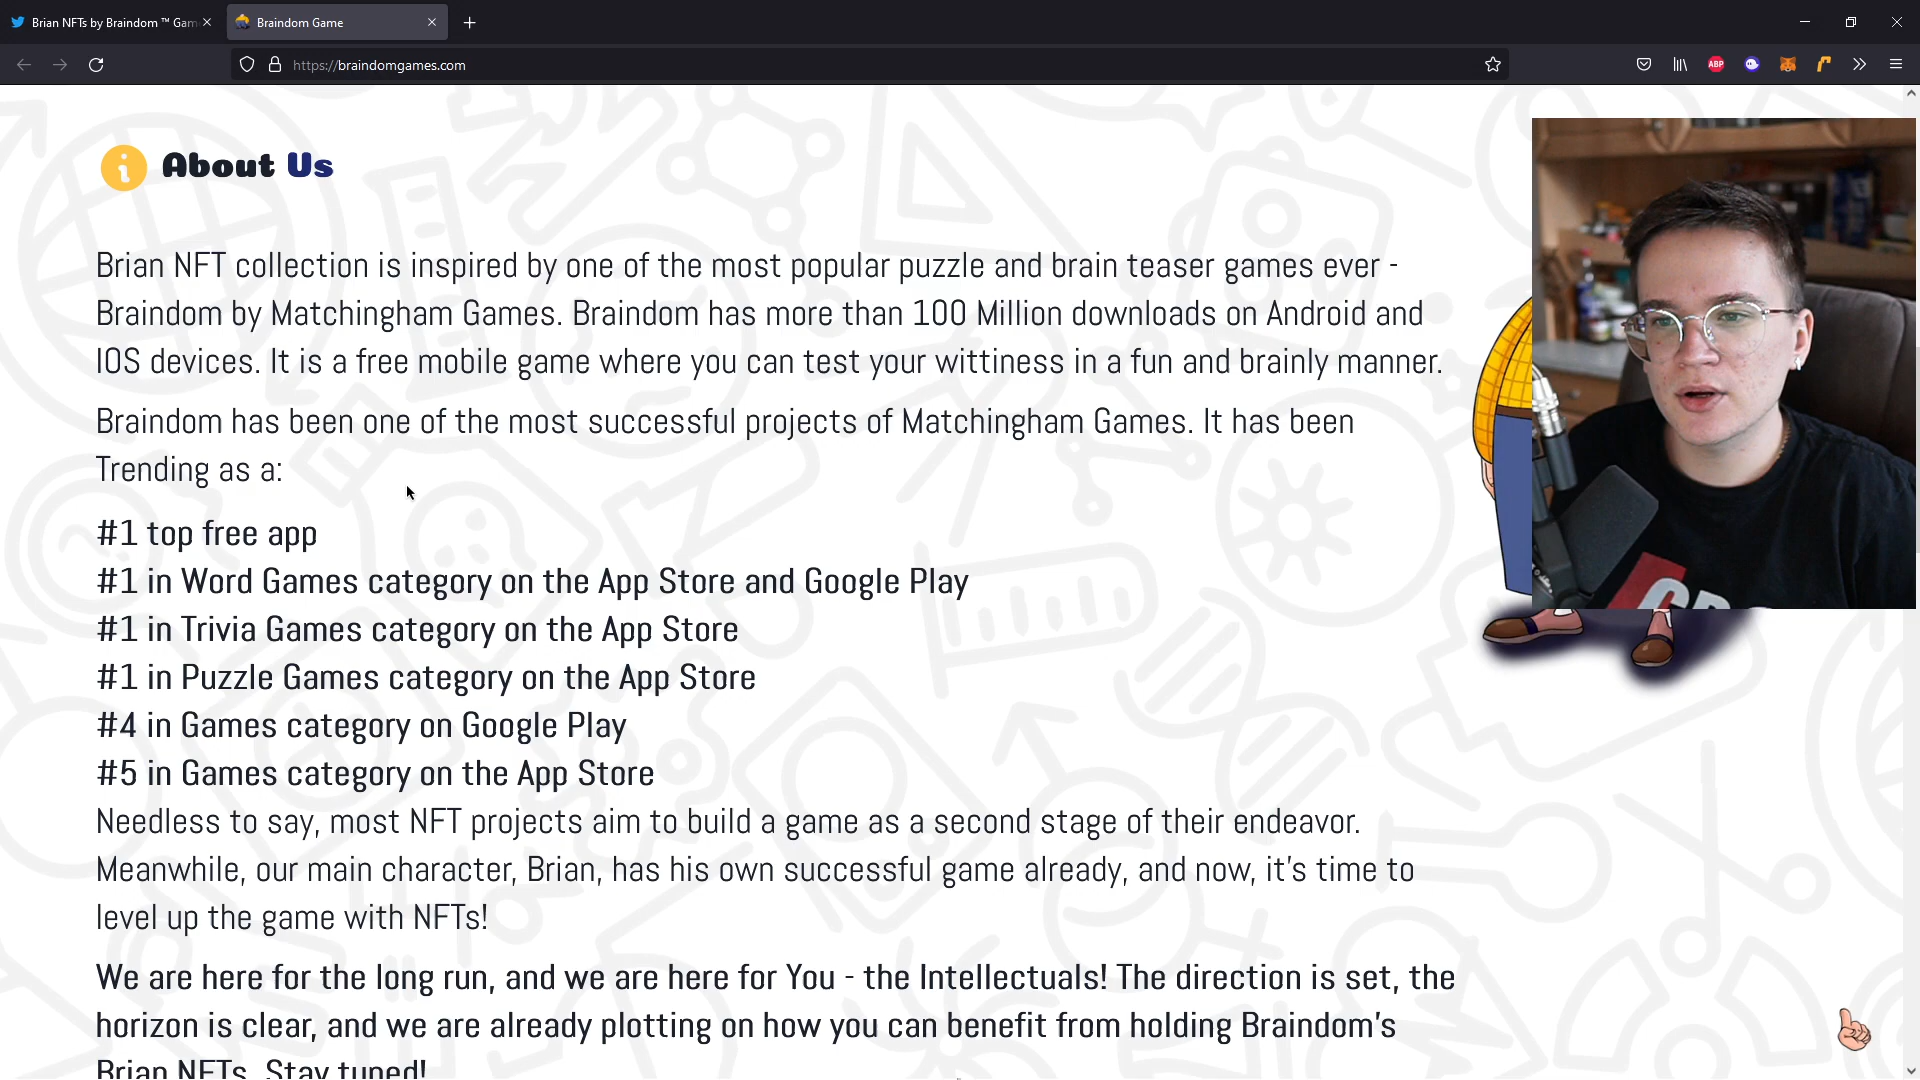 Brian NFTs by Braindom ™ Gam
Braindom Game
https://braindomgames.com
ABP
About Us
Brian NFT collection is inspired by one of the most popular puzzle and brain teaser games ever -
Braindom by Matchingham Games. Braindom has more than 100 Million downloads on Android and
IOS devices. It is a free mobile game where you can test your wittiness in a fun and brainly manner.
Braindom has been one of the most successful projects of Matchingham Games. It has been
Trending as a:
#1 top free app
#1 in Word Games category on the App Store and Google Play
#1 in Trivia Games category on the App Store
#1 in Puzzle Games category on the App Store
#4 in Games category on Google Play
#5 in Games category on the App Store
Needless to say, most NFT projects aim to build a game as a second stage of their endeavor.
Meanwhile, our main character, Brian, has his own successful game already, and now, it's time to
level up the game with NFTs!
We are here for the long run, and we are here for You - the Intellectuals! The direction is set, the
horizon is clear, and we are already plotting on how you can benefit from holding Braindom's
Brian NFTs. Stay tuned!